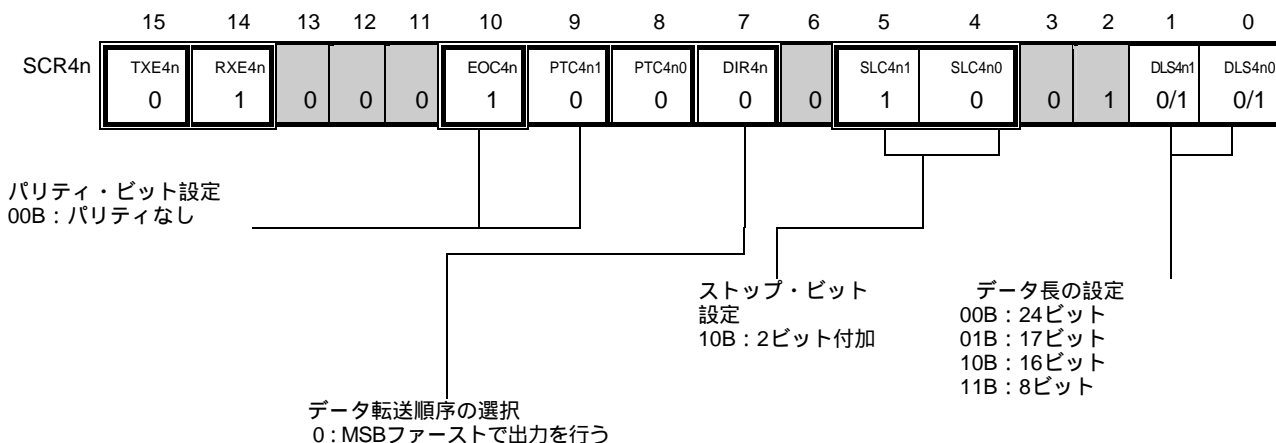 15 14 13 12 11 10 9 8 7 6 5 4 3 2 1 0
SCR4n TXE4n RXE4n EOC4n PTC4n1 PTC4n0 DIR4n SLC4n1 SLC4n0 DLS4n1 DLS4n0
0 1 0 0 0 1 0 0 0 0 1 0 0 1 0/1 0/1
パリティ・ビット設定
00B：パリティなし
ストップ・ビット
設定
10B：2ビット付加
データ長の設定
00B：24ビット
01B：17ビット
10B：16ビット
11B：8ビット
データ転送順序の選択
0：MSBファーストで出力を行う